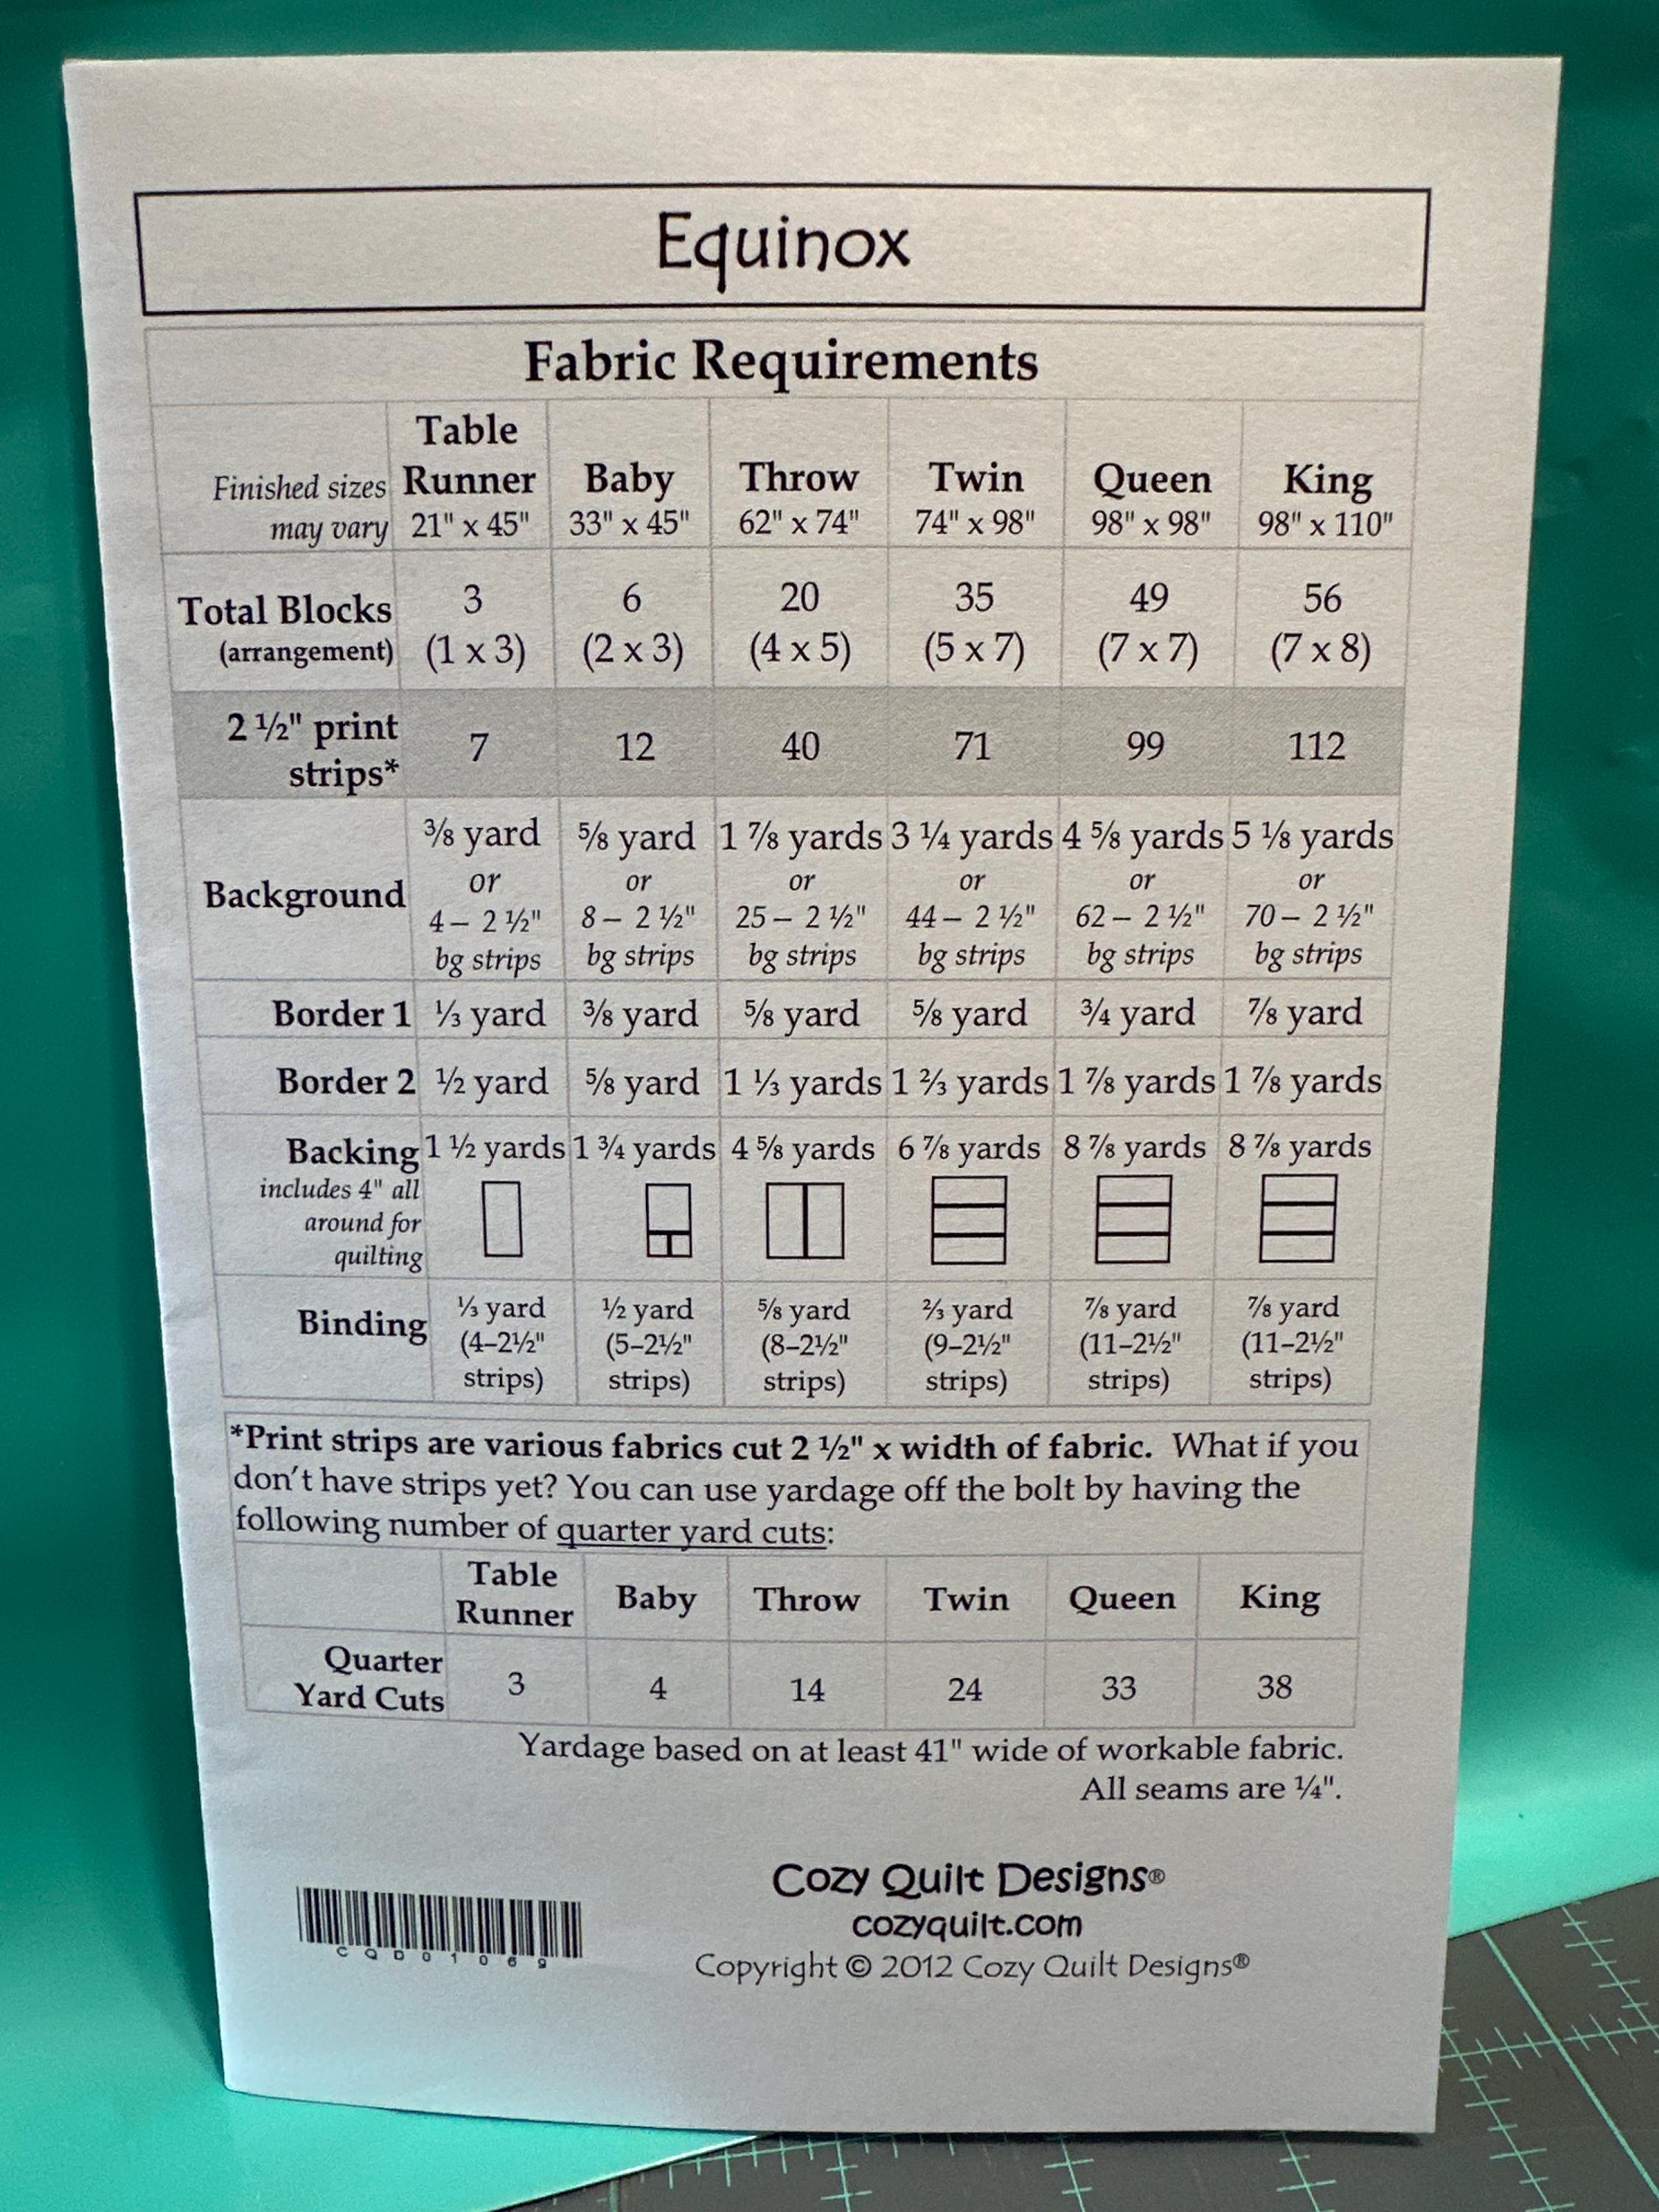 Equinox
Fabric Requirements
Finished sizes may vary | Table Runner 21" x 45" | Baby 33" x 45" | Throw 62" x 74" | Twin 74" x 98" | Queen 98" x 98" | King 98" x 110"
Total Blocks (arrangement) | 3 (1 x 3) | 6 (2 x 3) | 20 (4 x 5) | 35 (5 x 7) | 49 (7 x 7) | 56 (7 x 8)
2 ½" print strips* | 7 | 12 | 40 | 71 | 99 | 112
Background | ⅜ yard or 4 – 2 ½" bg strips | ⅝ yard or 8 – 2 ½" bg strips | 1 ⅞ yards or 25 – 2 ½" bg strips | 3 ¼ yards or 44 – 2 ½" bg strips | 4 ⅝ yards or 62 – 2 ½" bg strips | 5 ⅛ yards or 70 – 2 ½" bg strips
Border 1 | ⅓ yard | ⅜ yard | ⅝ yard | ⅝ yard | ¾ yard | ⅞ yard
Border 2 | ½ yard | ⅝ yard | 1 ⅓ yards | 1 ⅔ yards | 1 ⅞ yards | 1 ⅞ yards
Backing includes 4" all around for quilting | 1 ½ yards | 1 ¾ yards | 4 ⅝ yards | 6 ⅞ yards | 8 ⅞ yards | 8 ⅞ yards
Binding | ⅓ yard (4–2½" strips) | ½ yard (5–2½" strips) | ⅝ yard (8–2½" strips) | ⅔ yard (9–2½" strips) | ⅞ yard (11–2½" strips) | ⅞ yard (11–2½" strips)
*Print strips are various fabrics cut 2 ½" x width of fabric. What if you
don't have strips yet? You can use yardage off the bolt by having the
following number of quarter yard cuts:
Table Runner | Baby | Throw | Twin | Queen | King
Quarter Yard Cuts | 3 | 4 | 14 | 24 | 33 | 38
Yardage based on at least 41" wide of workable fabric.
All seams are ¼".
Cozy Quilt Designs®
cozyquilt.com
Copyright © 2012 Cozy Quilt Designs®
CQD01069